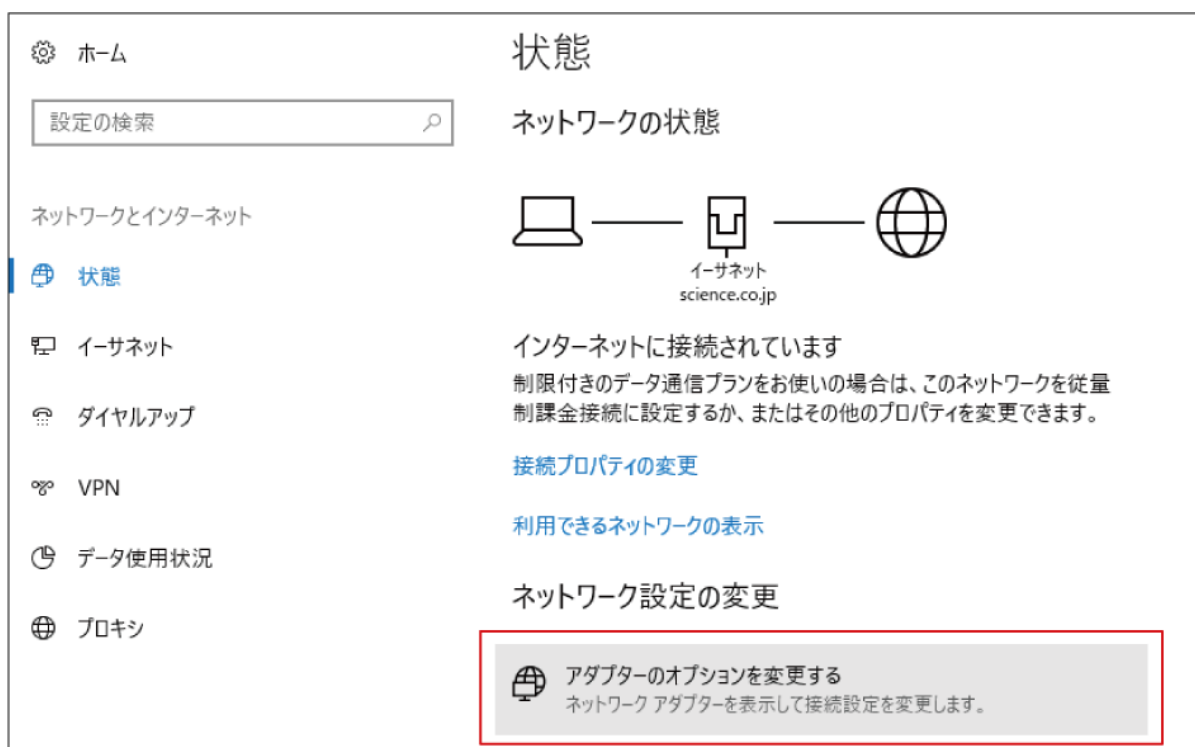 ホーム
設定の検索
ネットワークとインターネット
状態
イーサネット
ダイヤルアップ
VPN
データ使用状況
プロキシ
状態
ネットワークの状態
イーサネット
science.co.jp
インターネットに接続されています
制限付きのデータ通信プランをお使いの場合は、このネットワークを従量
制課金接続に設定するか、またはその他のプロパティを変更できます。
接続プロパティの変更
利用できるネットワークの表示
ネットワーク設定の変更
アダプターのオプションを変更する
ネットワーク アダプターを表示して接続設定を変更します。